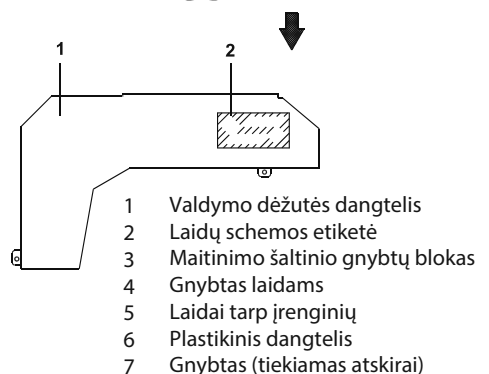 1 2
1 Valdymo dėžutės dangtelis
2 Laidų schemos etiketė
3 Maitinimo šaltinio gnybtų blokas
4 Gnybtas laidams
5 Laidai tarp įrenginių
6 Plastikinis dangtelis
7 Gnybtas (tiekiamas atskirai)